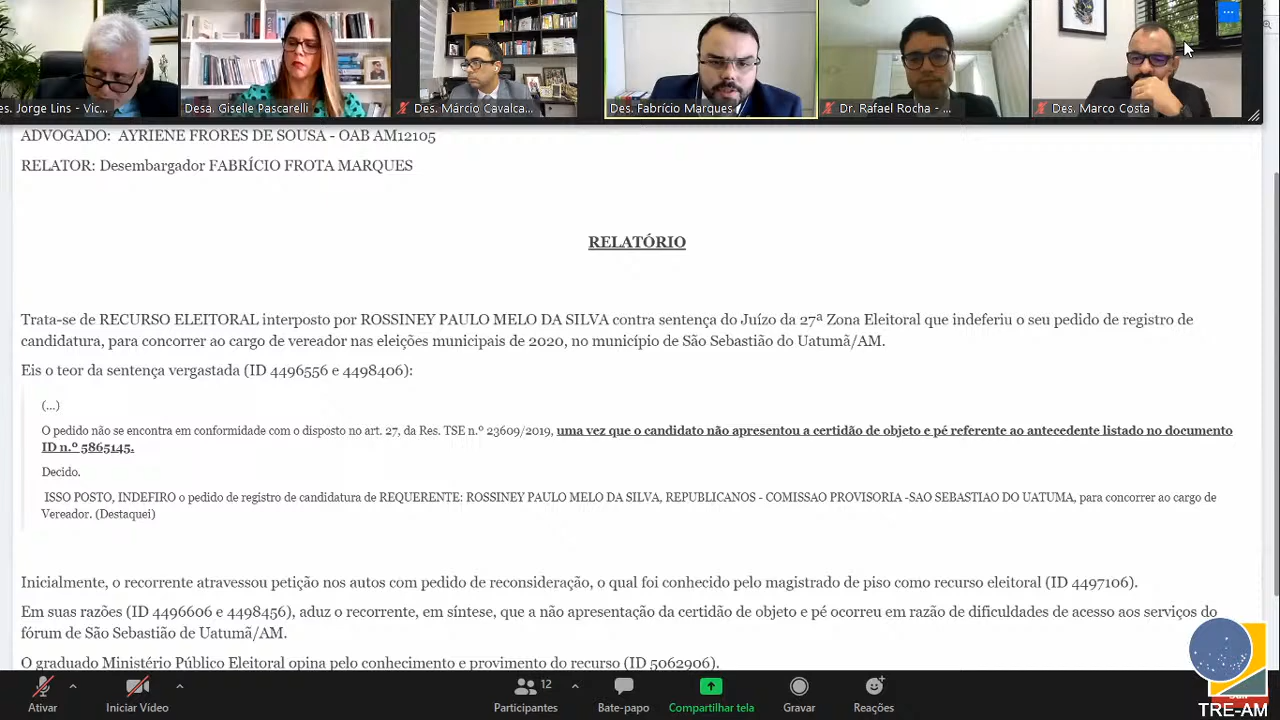 es. Jorge Lins - Vic...
Desa. Giselle Pascarelli
Des. Márcio Cavalca...
Des. Fabrício Marques
Dr. Rafael Rocha - ...
Des. Marco Costa
ADVOGADO: AYRIENE FRORES DE SOUSA - OAB AM12105
RELATOR: Desembargador FABRÍCIO FROTA MARQUES
RELATÓRIO
Trata-se de RECURSO ELEITORAL interposto por ROSSINEY PAULO MELO DA SILVA contra sentença do Juízo da 27ª Zona Eleitoral que indeferiu o seu pedido de registro de
candidatura, para concorrer ao cargo de vereador nas eleições municipais de 2020, no município de São Sebastião do Uatumã/AM.
Eis o teor da sentença vergastada (ID 4496556 e 4498406):
(...)
O pedido não se encontra em conformidade com o disposto no art. 27, da Res. TSE n.º 23609/2019, uma vez que o candidato não apresentou a certidão de objeto e pé referente ao antecedente listado no documento
ID n.º 5865145.
Decido.
ISSO POSTO, INDEFIRO o pedido de registro de candidatura de REQUERENTE: ROSSINEY PAULO MELO DA SILVA, REPUBLICANOS - COMISSAO PROVISORIA -SAO SEBASTIAO DO UATUMA, para concorrer ao cargo de
Vereador. (Destaquei)
Inicialmente, o recorrente atravessou petição nos autos com pedido de reconsideração, o qual foi conhecido pelo magistrado de piso como recurso eleitoral (ID 4497106).
Em suas razões (ID 4496606 e 4498456), aduz o recorrente, em síntese, que a não apresentação da certidão de objeto e pé ocorreu em razão de dificuldades de acesso aos serviços do
fórum de São Sebastião de Uatumã/AM.
O graduado Ministério Público Eleitoral opina pelo conhecimento e provimento do recurso (ID 5062906).
12
Ativar
Iniciar Vídeo
Participantes
Bate-papo
Compartilhar tela
Gravar
Reações
TRE-AM